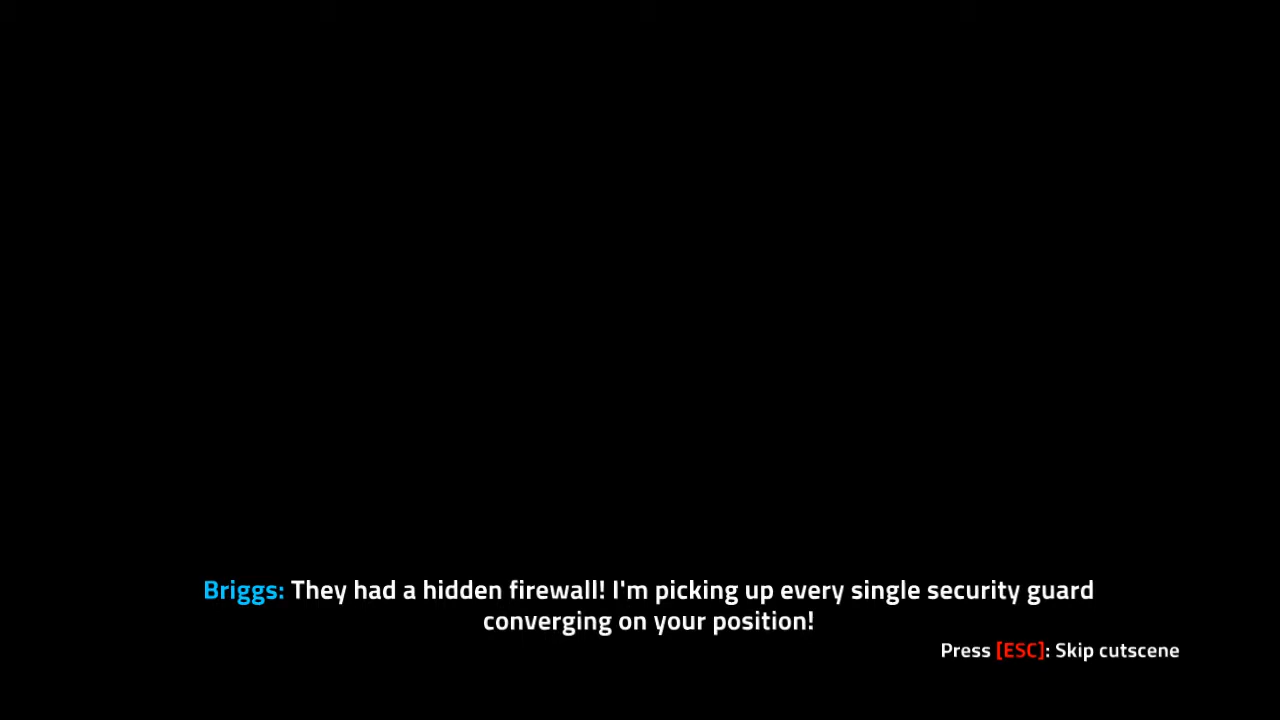 Briggs: They had a hidden firewall! I'm picking up every single security guard
converging on your position!
Press [ESC]: Skip cutscene